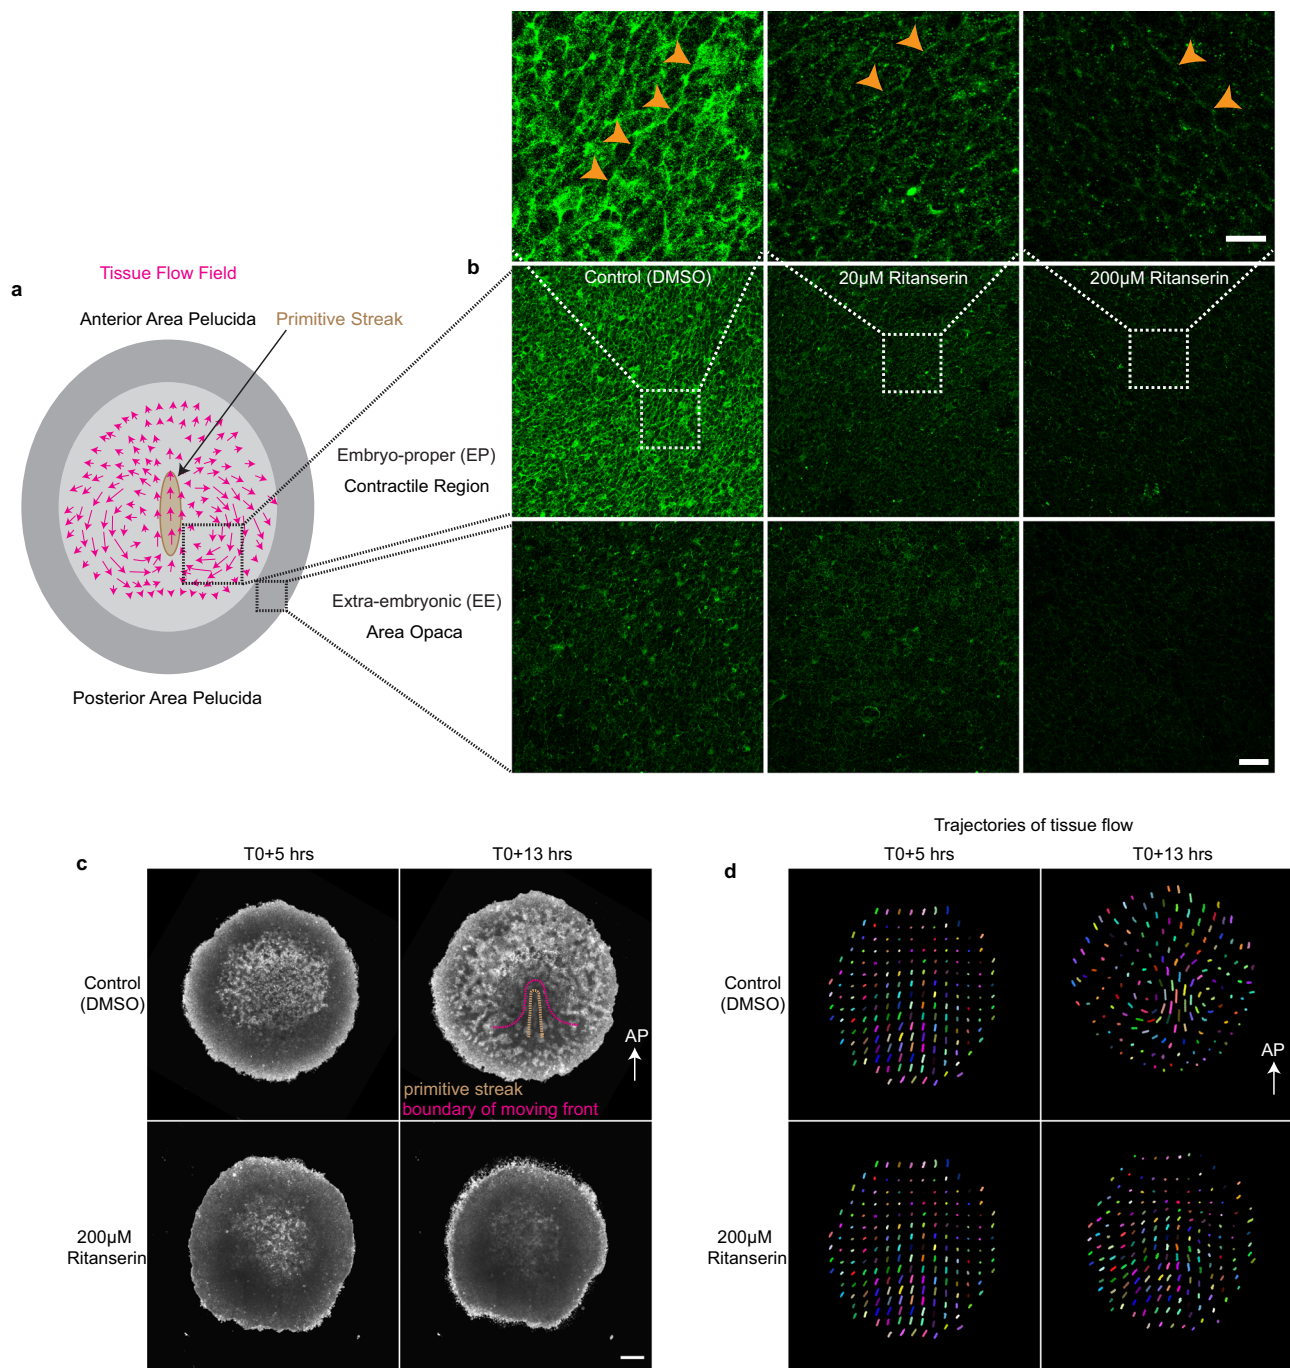 a
Tissue Flow Field
Anterior Area Pelucida
Primitive Streak
Posterior Area Pelucida
Embryo-proper (EP)
Contractile Region
Extra-embryonic (EE)
Area Opaca
b
Control (DMSO)
20µM Ritanserin
200µM Ritanserin
c
T0+5 hrs
T0+13 hrs
Control
(DMSO)
AP
primitive streak
boundary of moving front
200µM
Ritanserin
Trajectories of tissue flow
d
T0+5 hrs
T0+13 hrs
Control
(DMSO)
AP
200µM
Ritanserin